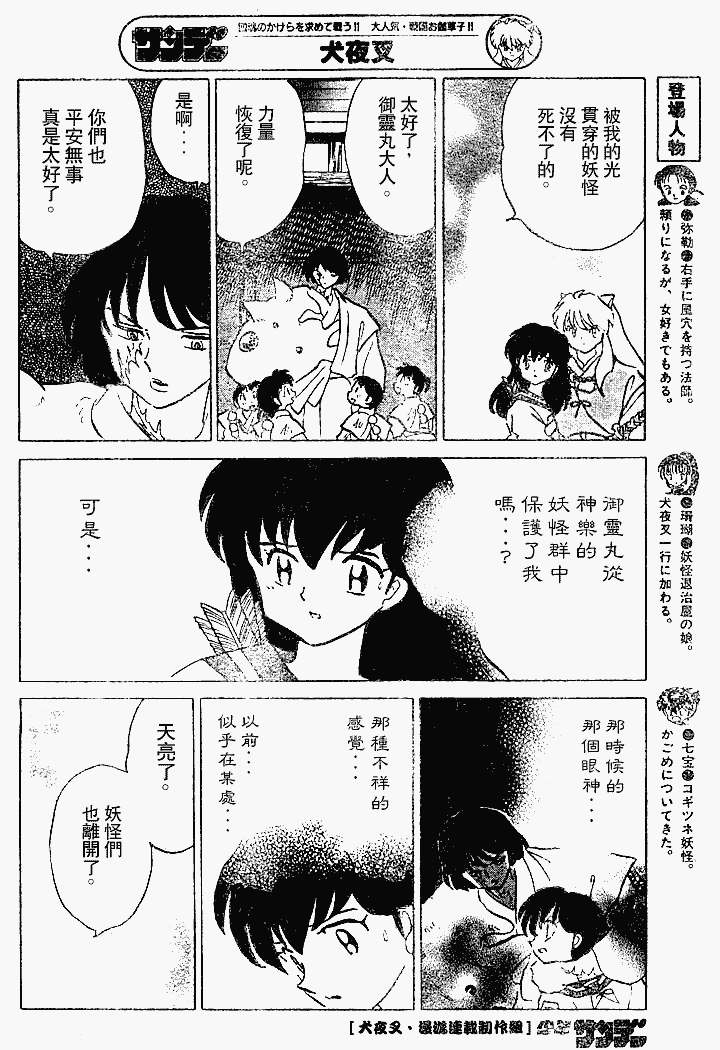 サンデー
四魂のかけらを求めて戦う!! 大人気・戦国お伽草子!!
犬夜叉
登場人物
●弥勒●右手に風穴を持つ法師。
頼りになるが、女好きでもある。
●珊瑚●妖怪退治屋の娘。
犬夜叉一行に加わる。
●七宝●コギツネ妖怪。
かごめについてきた。
被我的光
貫穿的妖怪
沒有
死不了的。
太好了，
御靈丸大人。
力量
恢復了呢。
是啊···
你們也
平安無事
真是太好了。
御靈丸從
神樂的
妖怪群中
保護了我
嗎···？
可是···
那時候的
那個眼神···
那種不祥的
感覺···
以前···
似乎在某處···
天亮了。
妖怪們
也離開了。
[犬夜叉・漫遊連載制作組]
少年サンデー